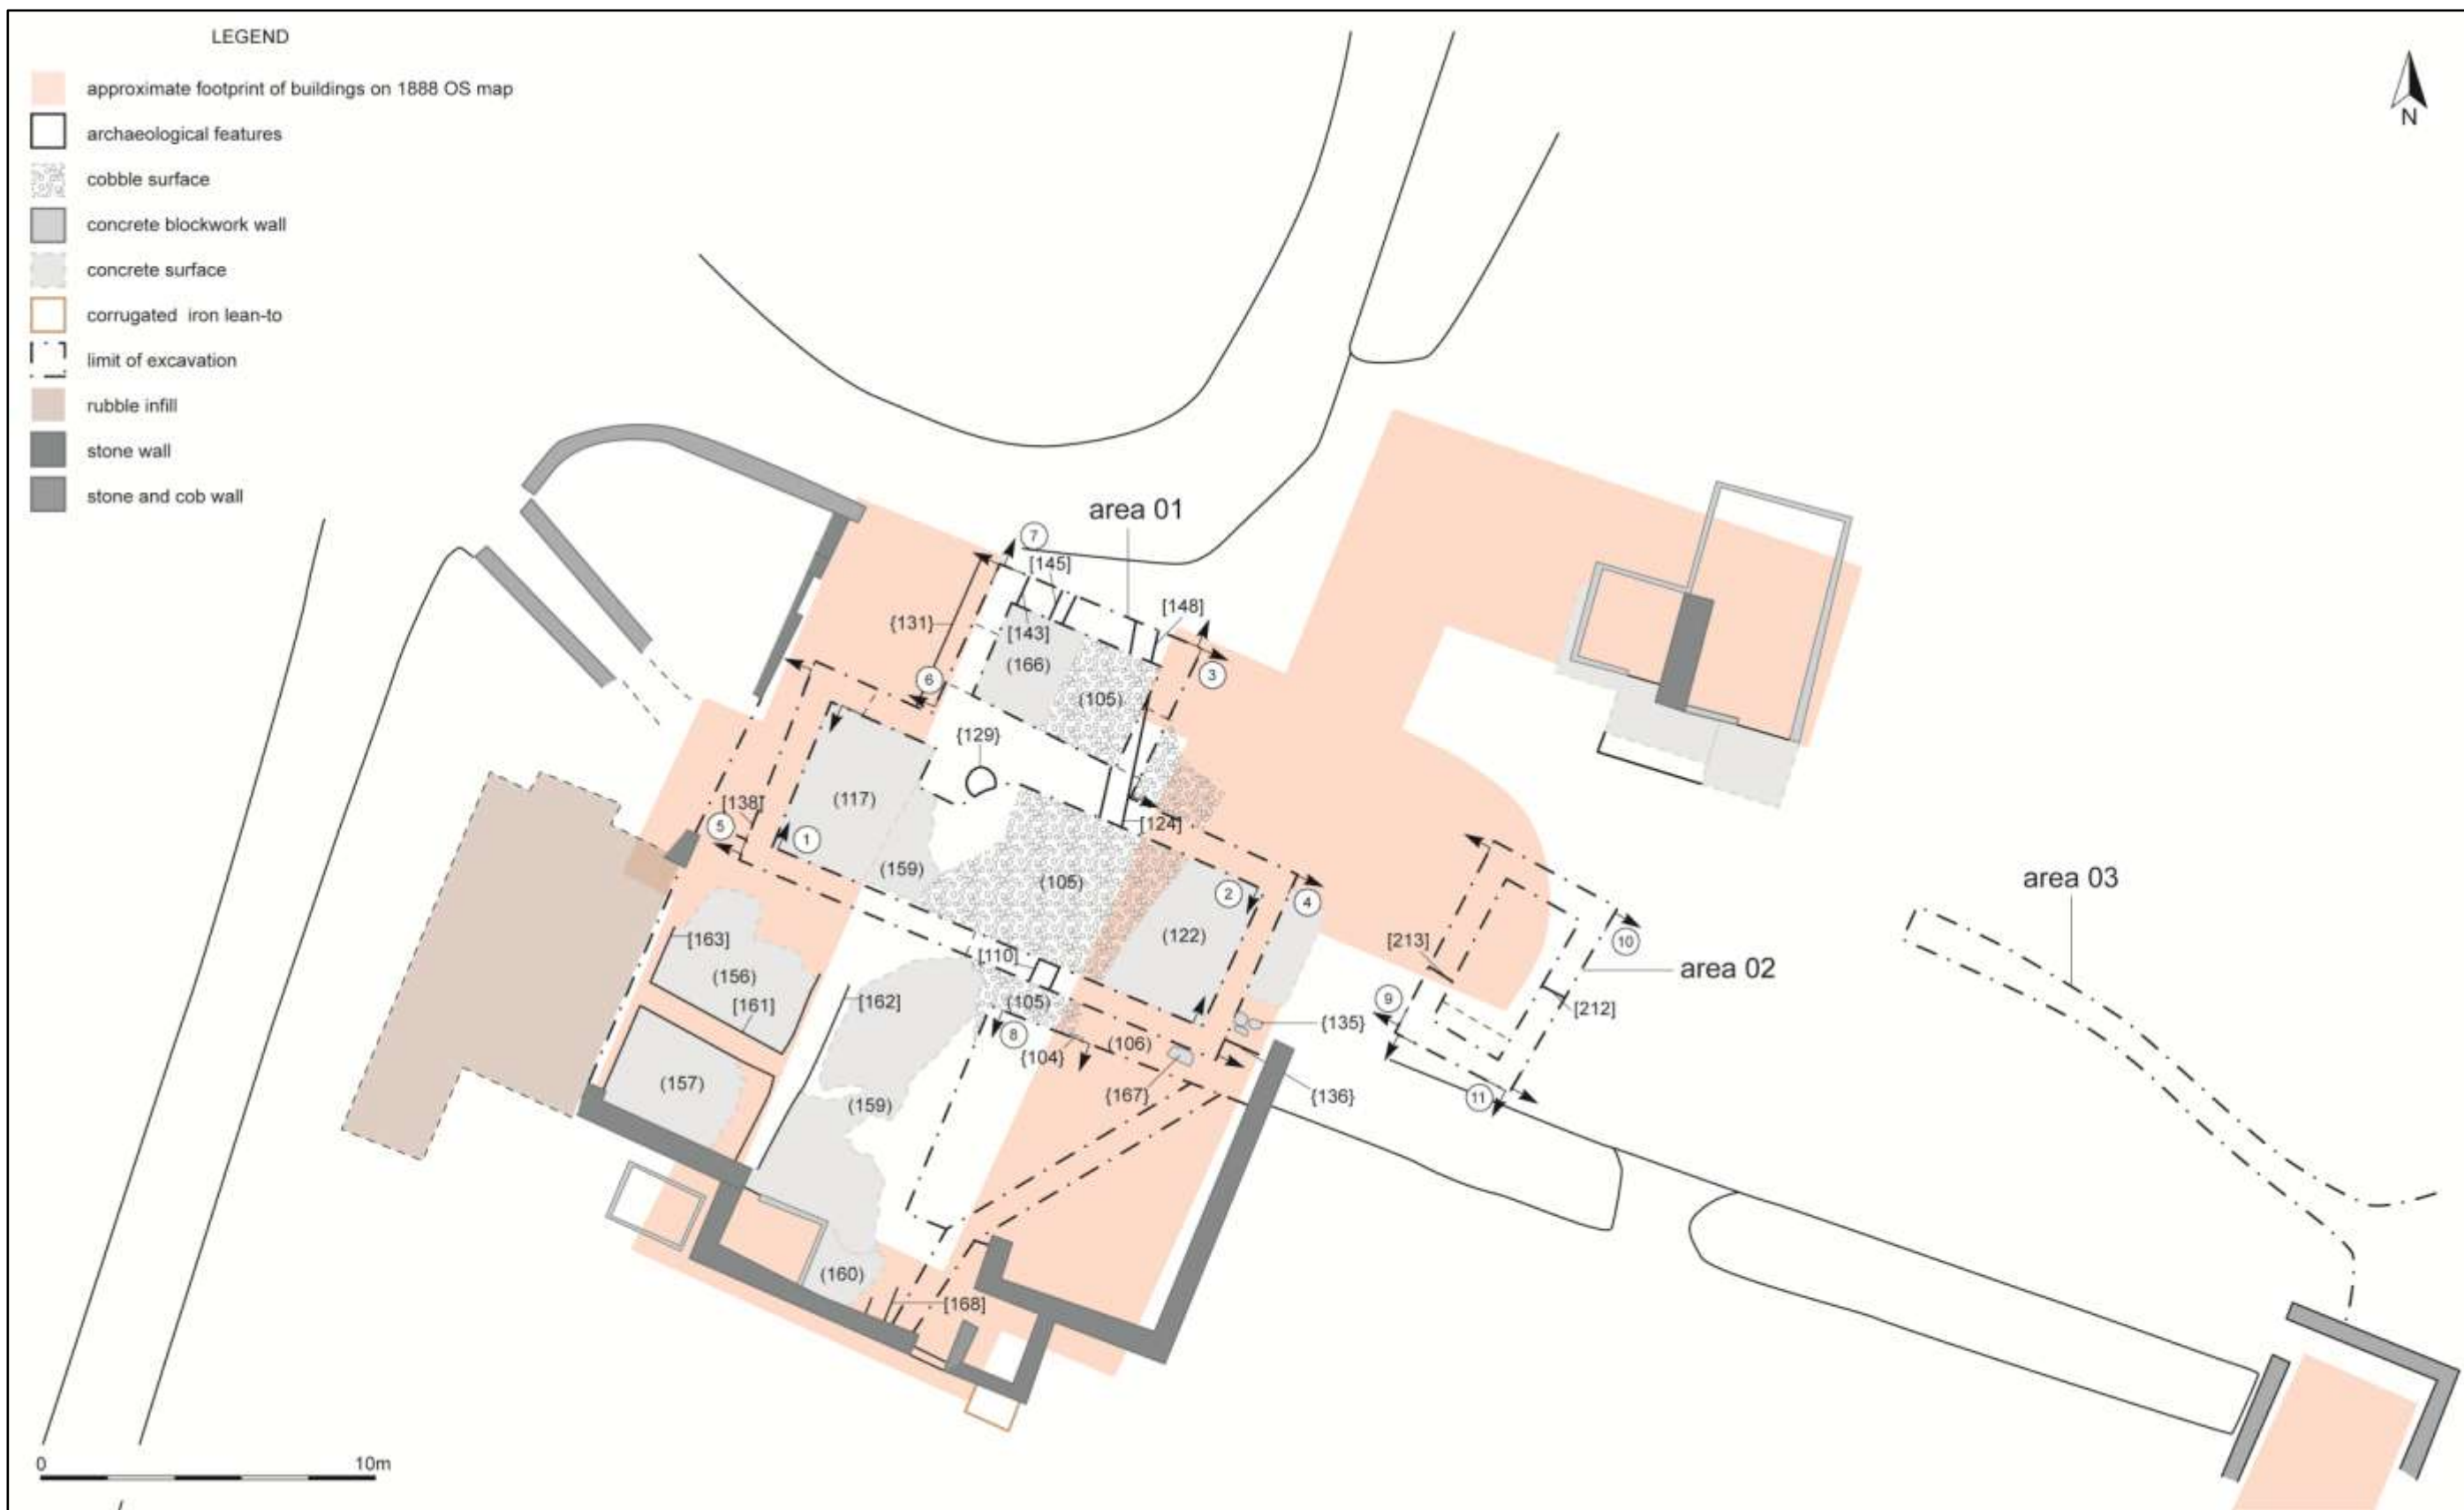 LEGEND
approximate footprint of buildings on 1888 OS map
archaeological features
cobble surface
concrete blockwork wall
concrete surface
corrugated iron lean-to
limit of excavation
rubble infill
stone wall
stone and cob wall
N
area 01
7
[145]
[148]
{131}
[143]
(166)
3
6
(105)
{129}
(117)
[138]
5
1
[124]
(159)
(105)
2
4
(122)
area 03
[213]
10
area 02
[163]
(156)
[110]
[161]
[162]
(105)
9
[212]
8
{135}
{104}
(106)
(157)
(159)
{167}
{136}
11
(160)
[168]
0
10m